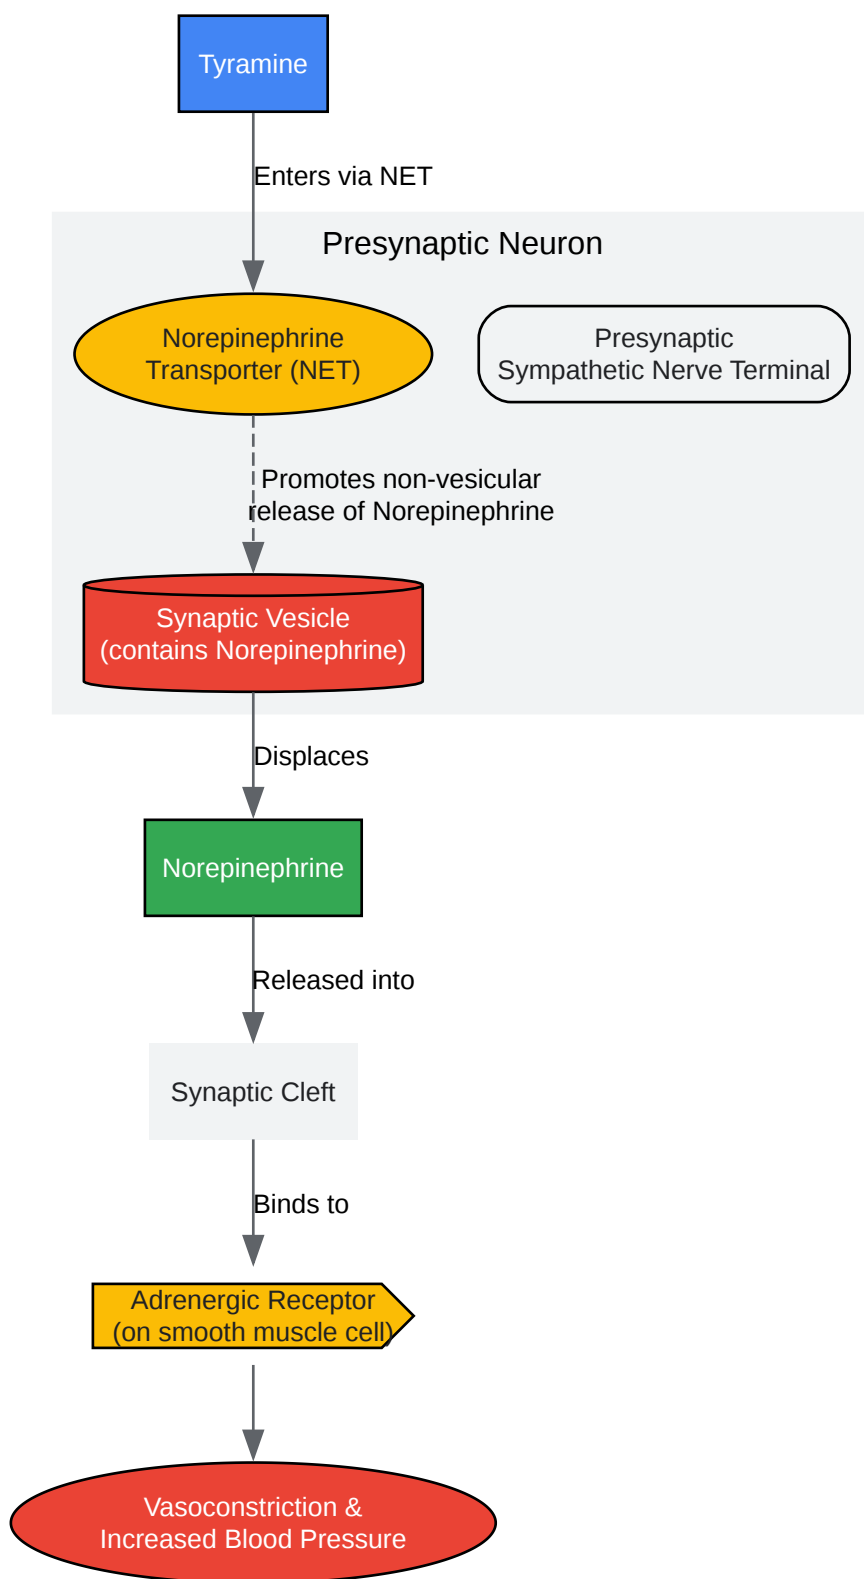 Tyramine
Enters via NET
Presynaptic Neuron
Norepinephrine
Transporter (NET)
Presynaptic
Sympathetic Nerve Terminal
Promotes non-vesicular
release of Norepinephrine
Synaptic Vesicle
(contains Norepinephrine)
Displaces
Norepinephrine
Released into
Synaptic Cleft
Binds to
Adrenergic Receptor
(on smooth muscle cell)
Vasoconstriction &
Increased Blood Pressure